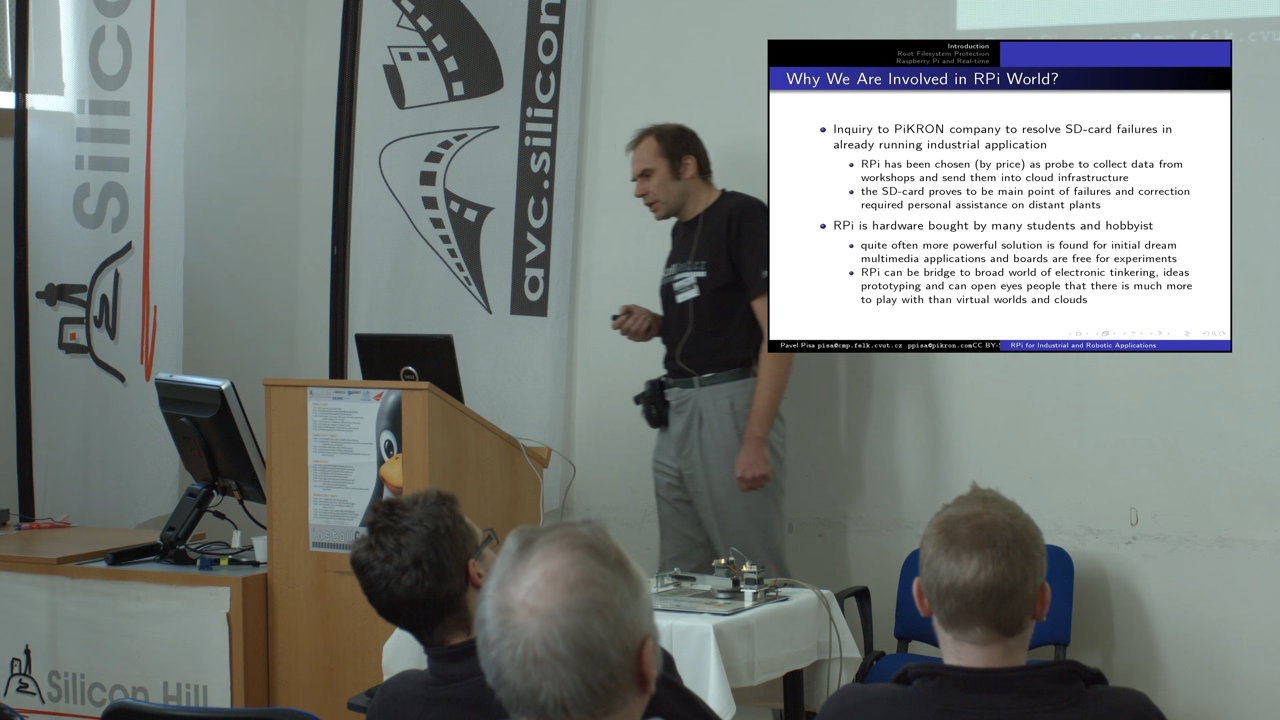 Silico
avc.silicon
felk.cvu
Introduction
Root Filesystem Protection
Raspberry Pi and Real-time
Why We Are Involved in RPi World?
Inquiry to PiKRON company to resolve SD-card failures in
already running industrial application
RPi has been chosen (by price) as probe to collect data from
workshops and send them into cloud infrastructure
the SD-card proves to be main point of failures and correction
required personal assistance on distant plants
RPi is hardware bought by many students and hobbyist
quite often more powerful solution is found for initial dream
multimedia applications and boards are free for experiments
RPi can be bridge to broad world of electronic tinkering, ideas
prototyping and can open eyes people that there is much more
to play with than virtual worlds and clouds
Pavel Pisa pisa@cmp.felk.cvut.cz ppisa@pikron.comCC BY-S
RPi for Industrial and Robotic Applications
Silicon Hill